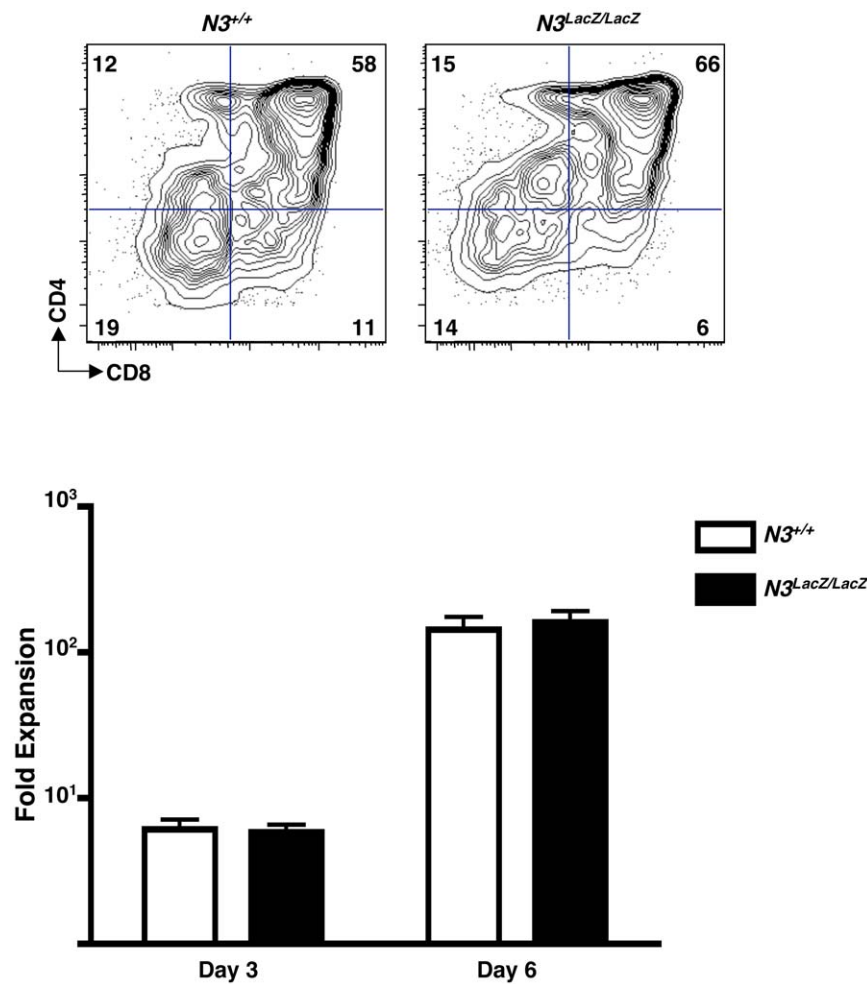 N3+/+
N3LacZ/LacZ
12
58
15
66
19
11
14
6
CD4
CD8
10³
10²
10¹
Fold Expansion
N3+/+
N3LacZ/LacZ
Day 3
Day 6